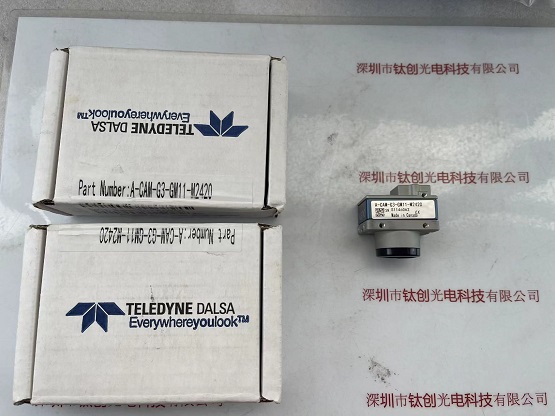 TELEDYNE DALSA
Everywhereyoulook™
Part Number:A-CAM-G3-GM11-M2420
Part Number:A-CAM-G3-GM11-M2420
TELEDYNE DALSA
Everywhereyoulook™
深圳市钛创光电科技有限公司
深圳市钛创光电科技有限公司
A-CAM-G3-GM11-M2420
Made in Canada
深圳市钛创光电科技有限公司
深圳市钛创光电科技有限公司